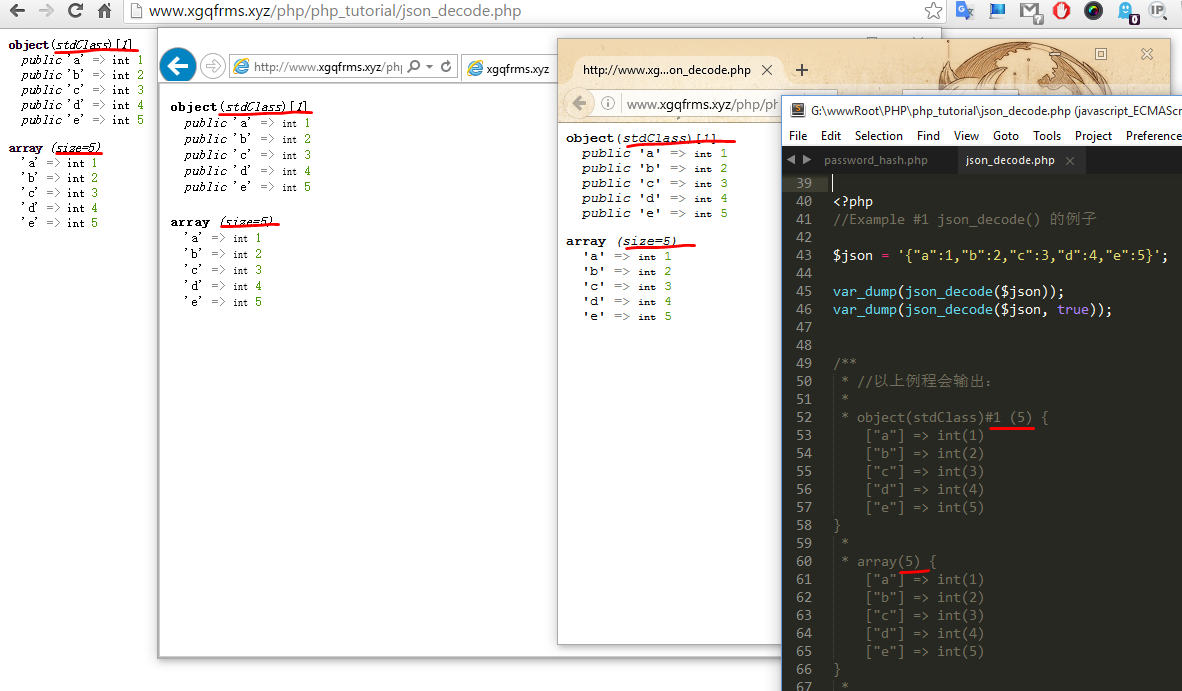 www.xgqfrms.xyz/php/php_tutorial/json_decode.php
object(stdClass)[1]
public 'a' => int 1
public 'b' => int 2
public 'c' => int 3
public 'd' => int 4
public 'e' => int 5
array (size=5)
'a' => int 1
'b' => int 2
'c' => int 3
'd' => int 4
'e' => int 5
http://www.xgqfrms.xyz/php
xgqfrms.xyz
object(stdClass)[1]
public 'a' => int 1
public 'b' => int 2
public 'c' => int 3
public 'd' => int 4
public 'e' => int 5
array (size=5)
'a' => int 1
'b' => int 2
'c' => int 3
'd' => int 4
'e' => int 5
http://www.xg...on_decode.php
www.xgqfrms.xyz/php/ph
object(stdClass)[1]
public 'a' => int 1
public 'b' => int 2
public 'c' => int 3
public 'd' => int 4
public 'e' => int 5
array (size=5)
'a' => int 1
'b' => int 2
'c' => int 3
'd' => int 4
'e' => int 5
G:\wwwRoot\PHP\php_tutorial\json_decode.php (javascript_ECMAScr
File Edit Selection Find View Goto Tools Project Preference
password_hash.php json_decode.php
39
40 <?php
41 //Example #1 json_decode() 的例子
42
43 $json = '{"a":1,"b":2,"c":3,"d":4,"e":5}';
44
45 var_dump(json_decode($json));
46 var_dump(json_decode($json, true));
47
48
49 /**
50 * //以上例程会输出：
51 *
52 * object(stdClass)#1 (5) {
53 ["a"] => int(1)
54 ["b"] => int(2)
55 ["c"] => int(3)
56 ["d"] => int(4)
57 ["e"] => int(5)
58 }
59 *
60 * array(5) {
61 ["a"] => int(1)
62 ["b"] => int(2)
63 ["c"] => int(3)
64 ["d"] => int(4)
65 ["e"] => int(5)
66 }
67 *